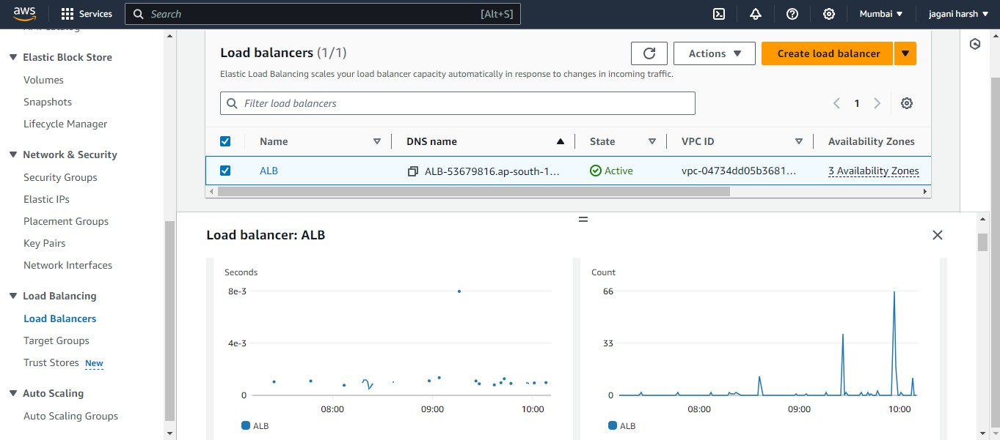 aws
Services
Search
[Alt+S]
Mumbai
jagani harsh
Elastic Block Store
Volumes
Snapshots
Lifecycle Manager
Network & Security
Security Groups
Elastic IPs
Placement Groups
Key Pairs
Network Interfaces
Load Balancing
Load Balancers
Target Groups
Trust Stores New
Auto Scaling
Auto Scaling Groups
Load balancers (1/1)
Actions
Create load balancer
Elastic Load Balancing scales your load balancer capacity automatically in response to changes in incoming traffic.
Filter load balancers
1
Name DNS name State VPC ID Availability Zones
ALB ALB-53679816.ap-south-1... Active vpc-04734dd05b3681... 3 Availability Zones
Load balancer: ALB
Seconds
8e-3
4e-3
0
08:00 09:00 10:00
ALB
Count
66
33
0
08:00 09:00 10:00
ALB